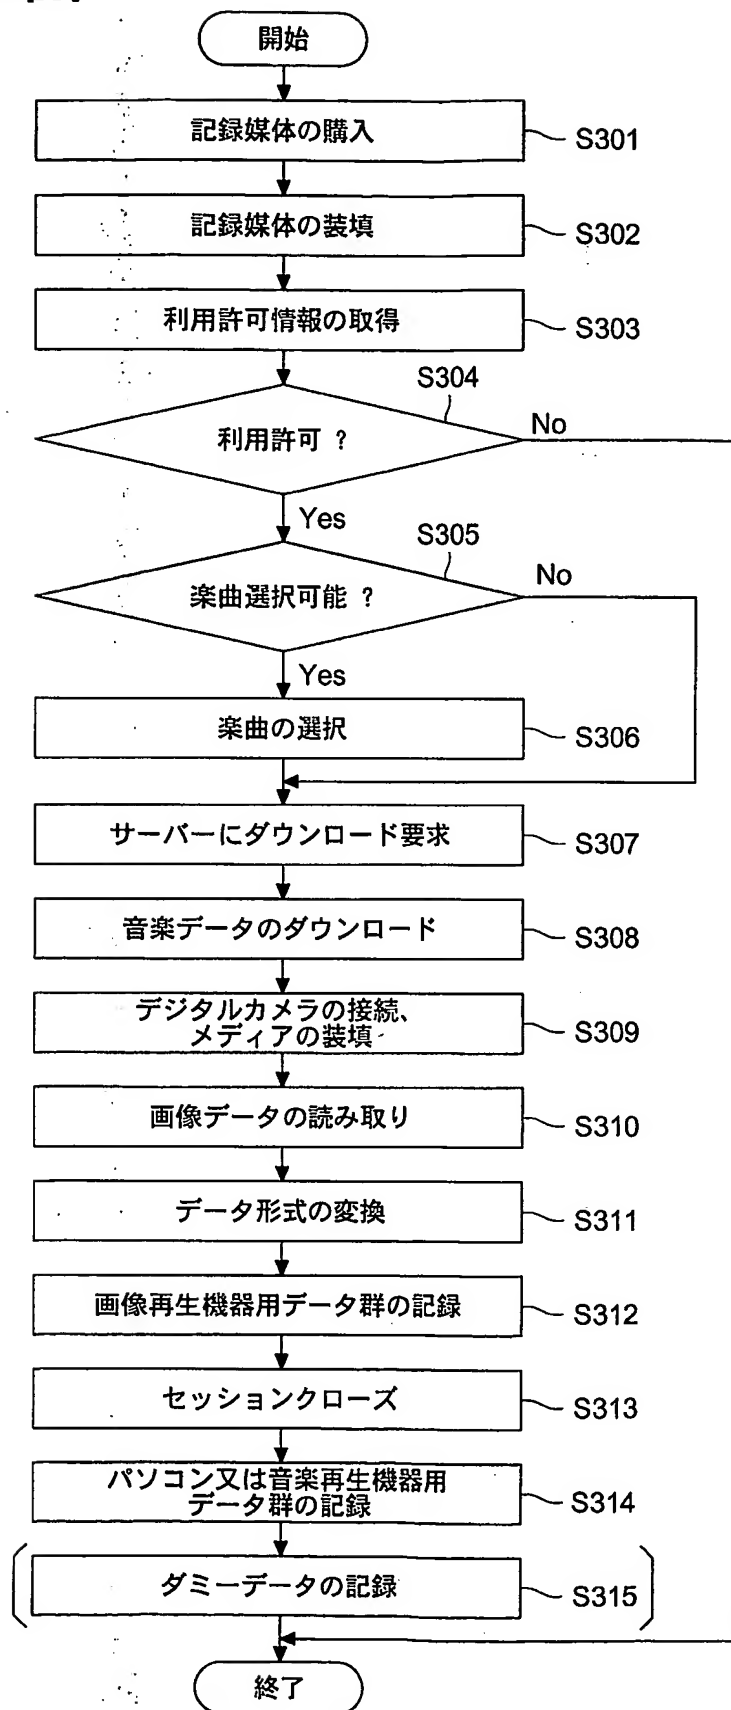 開始
記録媒体の購入
S301
記録媒体の装填
S302
利用許可情報の取得
S303
S304
利用許可 ?
No
Yes
S305
楽曲選択可能 ?
No
Yes
楽曲の選択
S306
サーバーにダウンロード要求
S307
音楽データのダウンロード
S308
デジタルカメラの接続、
メディアの装填
S309
画像データの読み取り
S310
データ形式の変換
S311
画像再生機器用データ群の記録
S312
セッションクローズ
S313
パソコン又は音楽再生機器用
データ群の記録
S314
ダミーデータの記録
S315
終了